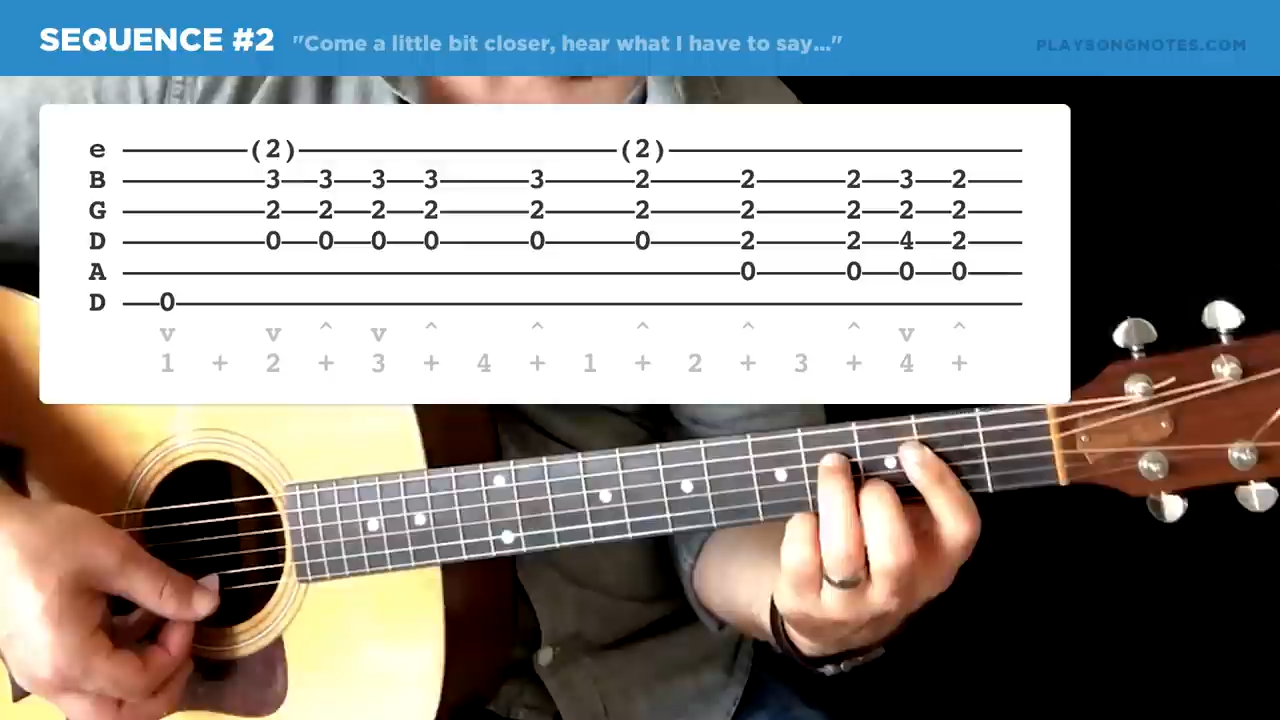 SEQUENCE #2 "Come a little bit closer, hear what I have to say..." PLAYSONGNOTES.COM
e (2) (2)
B 3 3 3 3 3 2 2 2 3 2
G 2 2 2 2 2 2 2 2 2 2
D 0 0 0 0 0 0 2 2 4 2
A 0 0 0 0
D 0
v v ^ v ^ ^ ^ ^ ^ v ^
1 + 2 + 3 + 4 + 1 + 2 + 3 + 4 +